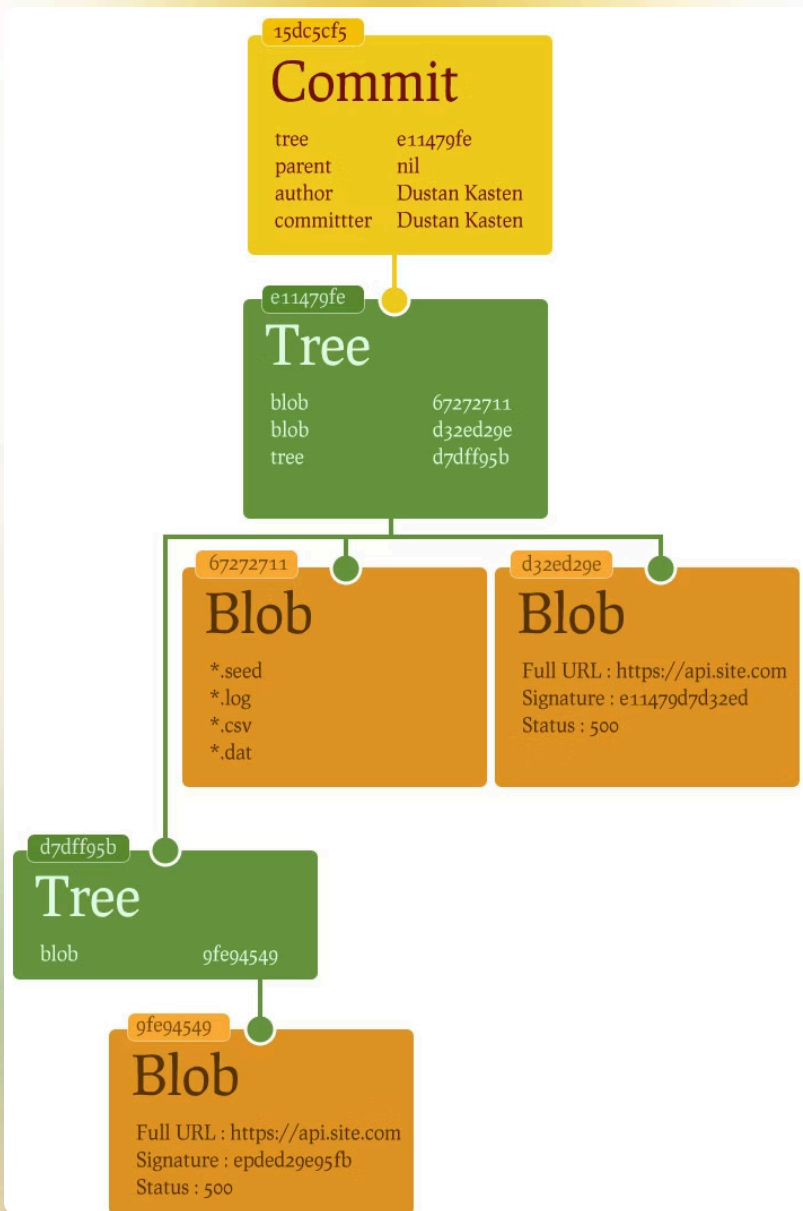 15dc5cf5
Commit
tree e11479fe
parent nil
author Dustan Kasten
committter Dustan Kasten
e11479fe
Tree
blob 67272711
blob d32ed29e
tree d7dff95b
67272711
Blob
*.seed
*.log
*.csv
*.dat
d32ed29e
Blob
Full URL : https://api.site.com
Signature : e11479d7d32ed
Status : 500
d7dff95b
Tree
blob 9fe94549
9fe94549
Blob
Full URL : https://api.site.com
Signature : epded29e95fb
Status : 500